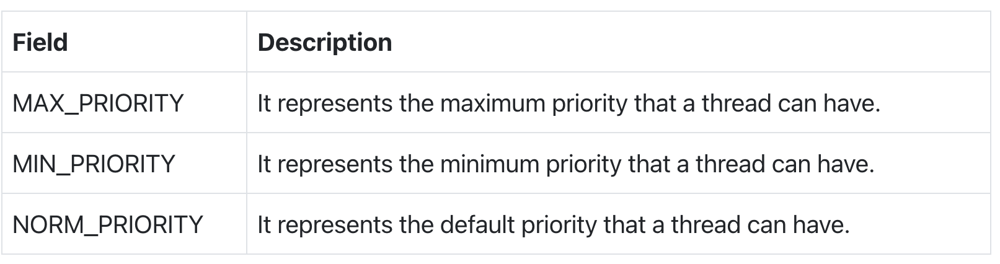 Field Description
MAX_PRIORITY It represents the maximum priority that a thread can have.
MIN_PRIORITY It represents the minimum priority that a thread can have.
NORM_PRIORITY It represents the default priority that a thread can have.